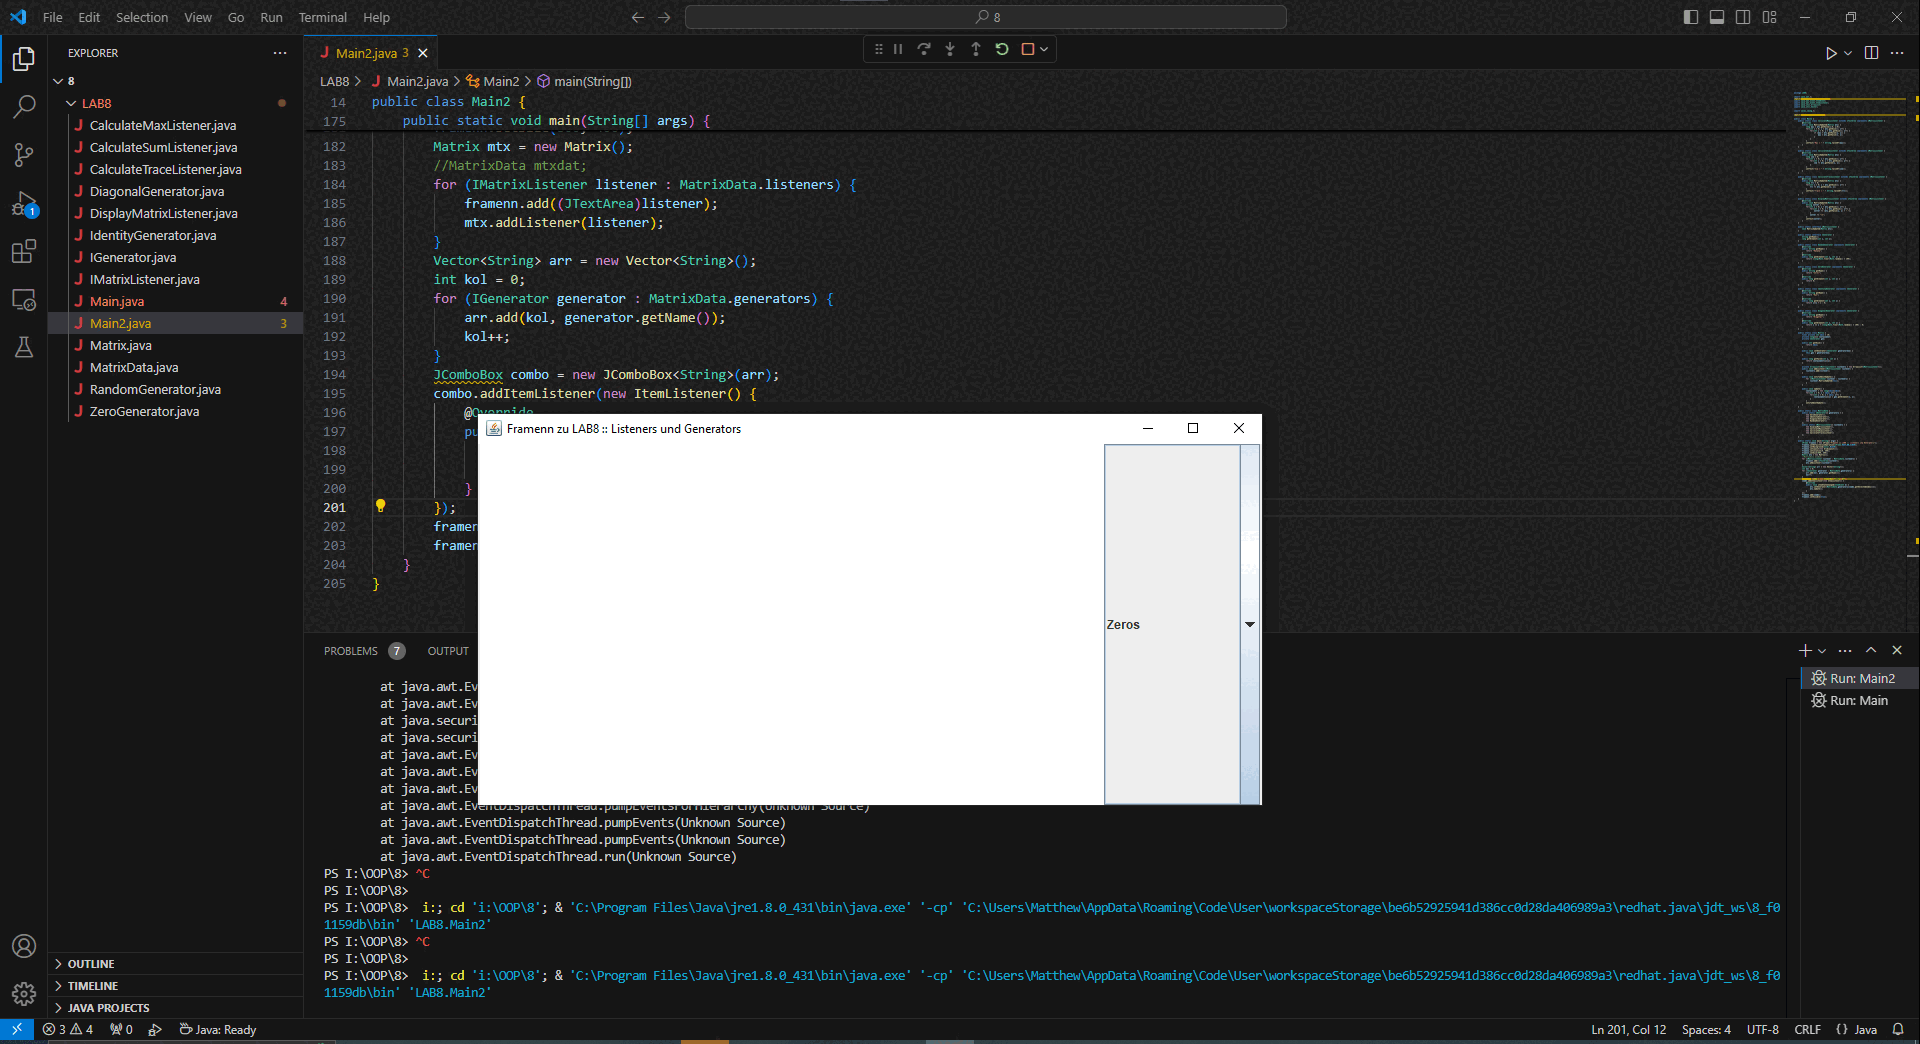 File Edit Selection View Go Run Terminal Help
8
EXPLORER
8
LAB8
CalculateMaxListener.java
CalculateSumListener.java
CalculateTraceListener.java
DiagonalGenerator.java
DisplayMatrixListener.java
IdentityGenerator.java
IGenerator.java
IMatrixListener.java
Main.java 4
Main2.java 3
Matrix.java
MatrixData.java
RandomGenerator.java
ZeroGenerator.java
OUTLINE
TIMELINE
JAVA PROJECTS
1
Main2.java 3
LAB8 > Main2.java > Main2 > main(String[])
14 public class Main2 {
175 public static void main(String[] args) {
182 Matrix mtx = new Matrix();
183 //MatrixData mtxdat;
184 for (IMatrixListener listener : MatrixData.listeners) {
185 framenn.add((JTextArea)listener);
186 mtx.addListener(listener);
187 }
188 Vector<String> arr = new Vector<String>();
189 int kol = 0;
190 for (IGenerator generator : MatrixData.generators) {
191 arr.add(kol, generator.getName());
192 kol++;
193 }
194 JComboBox combo = new JComboBox<String>(arr);
195 combo.addItemListener(new ItemListener() {
196 @Override
197 pu
198
199
200 }
201 });
202 framen
203 framen
204 }
205 }
Framenn zu LAB8 :: Listeners und Generators
Zeros
PROBLEMS 7 OUTPUT
at java.awt.Ev
at java.awt.Ev
at java.securi
at java.securi
at java.awt.Ev
at java.awt.Ev
at java.awt.Ev
at java.awt.EventDispatchThread.pumpEventsForHierarchy(Unknown Source)
at java.awt.EventDispatchThread.pumpEvents(Unknown Source)
at java.awt.EventDispatchThread.pumpEvents(Unknown Source)
at java.awt.EventDispatchThread.run(Unknown Source)
PS I:\OOP\8> ^C
PS I:\OOP\8>
PS I:\OOP\8> i:; cd 'i:\OOP\8'; & 'C:\Program Files\Java\jre1.8.0_431\bin\java.exe' '-cp' 'C:\Users\Matthew\AppData\Roaming\Code\User\workspaceStorage\be6b52925941d386cc0d28da406989a3\redhat.java\jdt_ws\8_f0
1159db\bin' 'LAB8.Main2'
PS I:\OOP\8> ^C
PS I:\OOP\8>
PS I:\OOP\8> i:; cd 'i:\OOP\8'; & 'C:\Program Files\Java\jre1.8.0_431\bin\java.exe' '-cp' 'C:\Users\Matthew\AppData\Roaming\Code\User\workspaceStorage\be6b52925941d386cc0d28da406989a3\redhat.java\jdt_ws\8_f0
1159db\bin' 'LAB8.Main2'
Run: Main2
Run: Main
3 4 0 Java: Ready
Ln 201, Col 12 Spaces: 4 UTF-8 CRLF {} Java